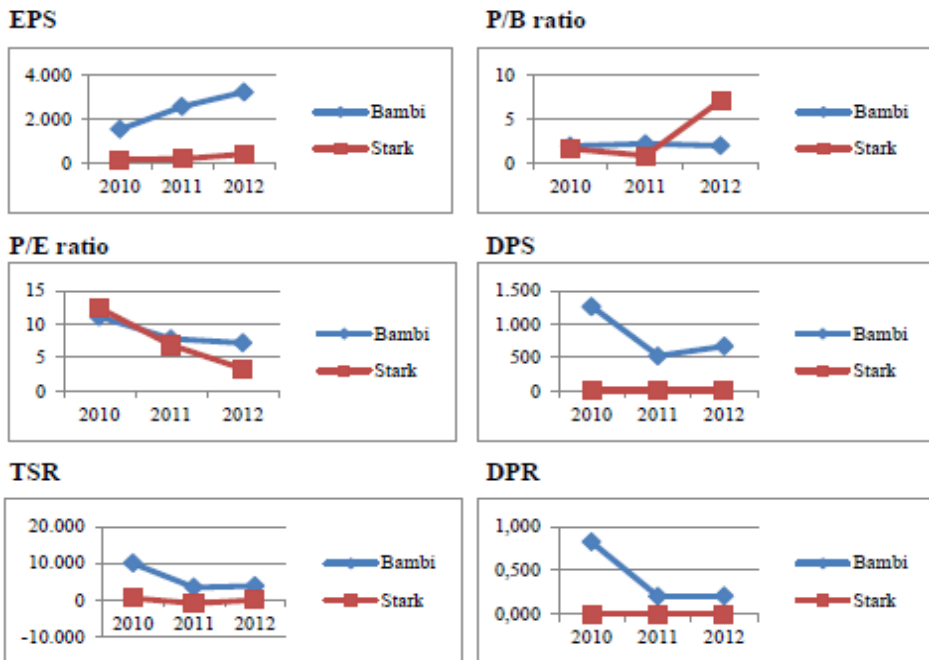 EPS
4.000
2.000
0
2010 2011 2012
Bambi
Stark
P/B ratio
10
5
0
2010 2011 2012
Bambi
Stark
P/E ratio
15
10
5
0
2010 2011 2012
Bambi
Stark
DPS
1.500
1.000
500
0
2010 2011 2012
Bambi
Stark
TSR
20.000
10.000
0
-10.000
2010 2011 2012
Bambi
Stark
DPR
1,000
0,500
0,000
2010 2011 2012
Bambi
Stark